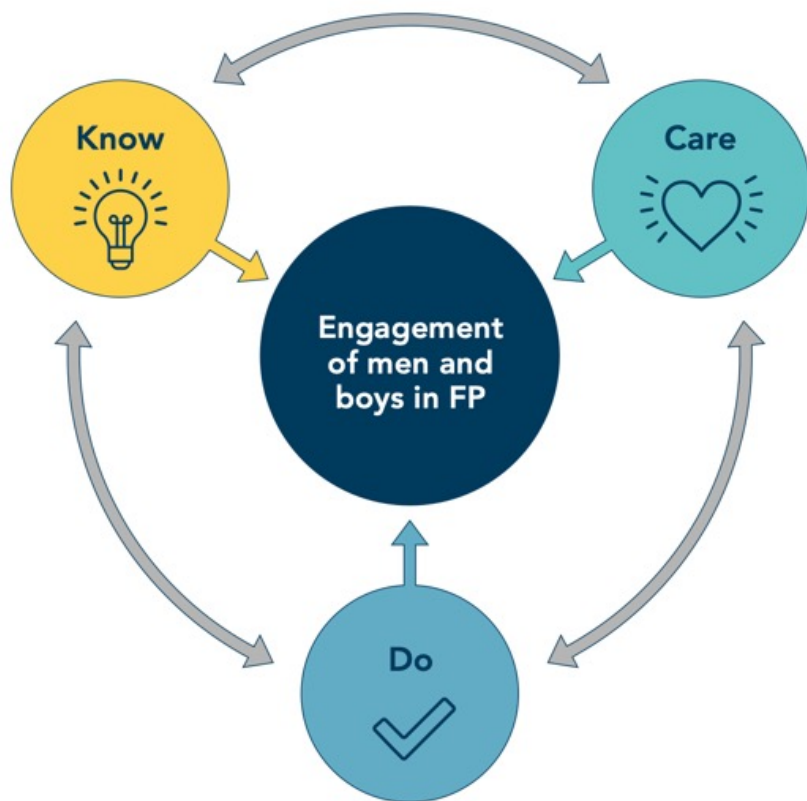 Know
Care
Engagement
of men and
boys in FP
Do